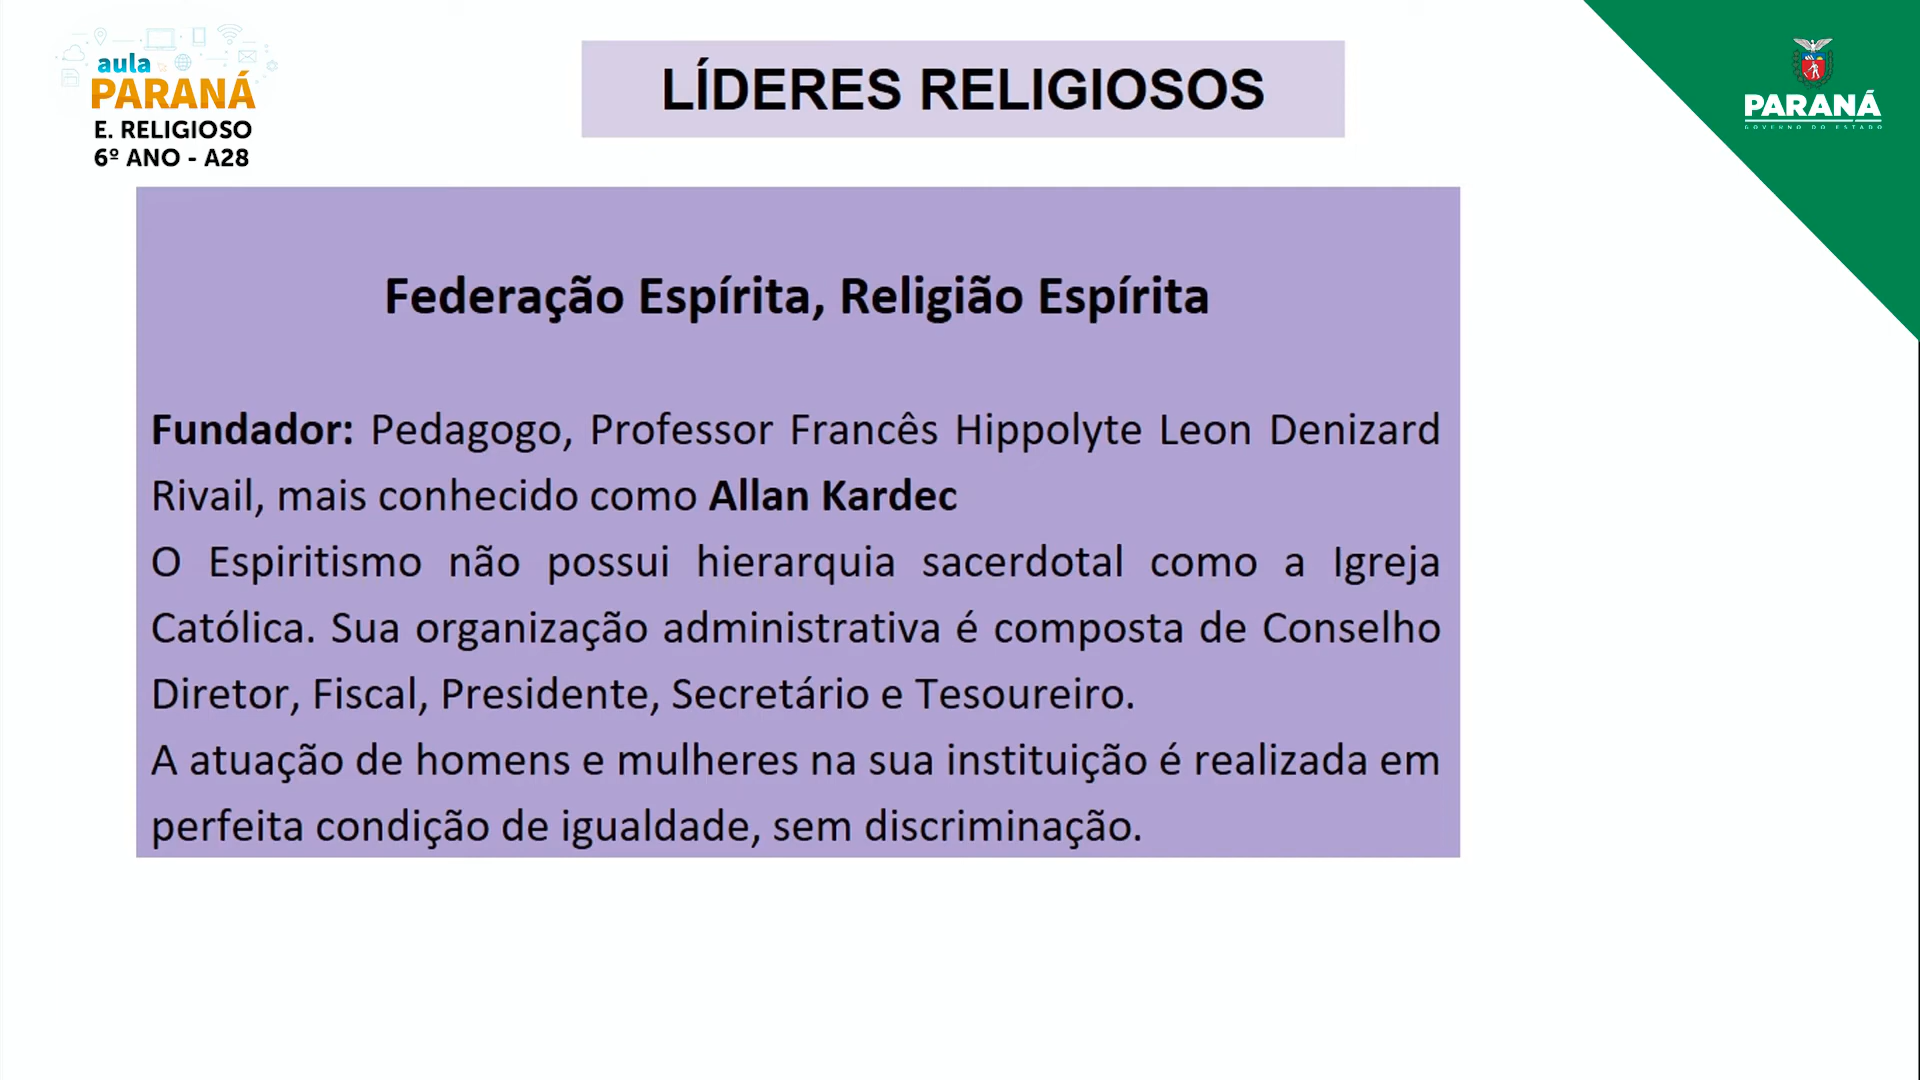 aula
PARANÁ
E. RELIGIOSO
6º ANO - A28
LÍDERES RELIGIOSOS
PARANÁ
GOVERNO DO ESTADO
Federação Espírita, Religião Espírita
Fundador: Pedagogo, Professor Francês Hippolyte Leon Denizard
Rivail, mais conhecido como Allan Kardec
O Espiritismo não possui hierarquia sacerdotal como a Igreja
Católica. Sua organização administrativa é composta de Conselho
Diretor, Fiscal, Presidente, Secretário e Tesoureiro.
A atuação de homens e mulheres na sua instituição é realizada em
perfeita condição de igualdade, sem discriminação.